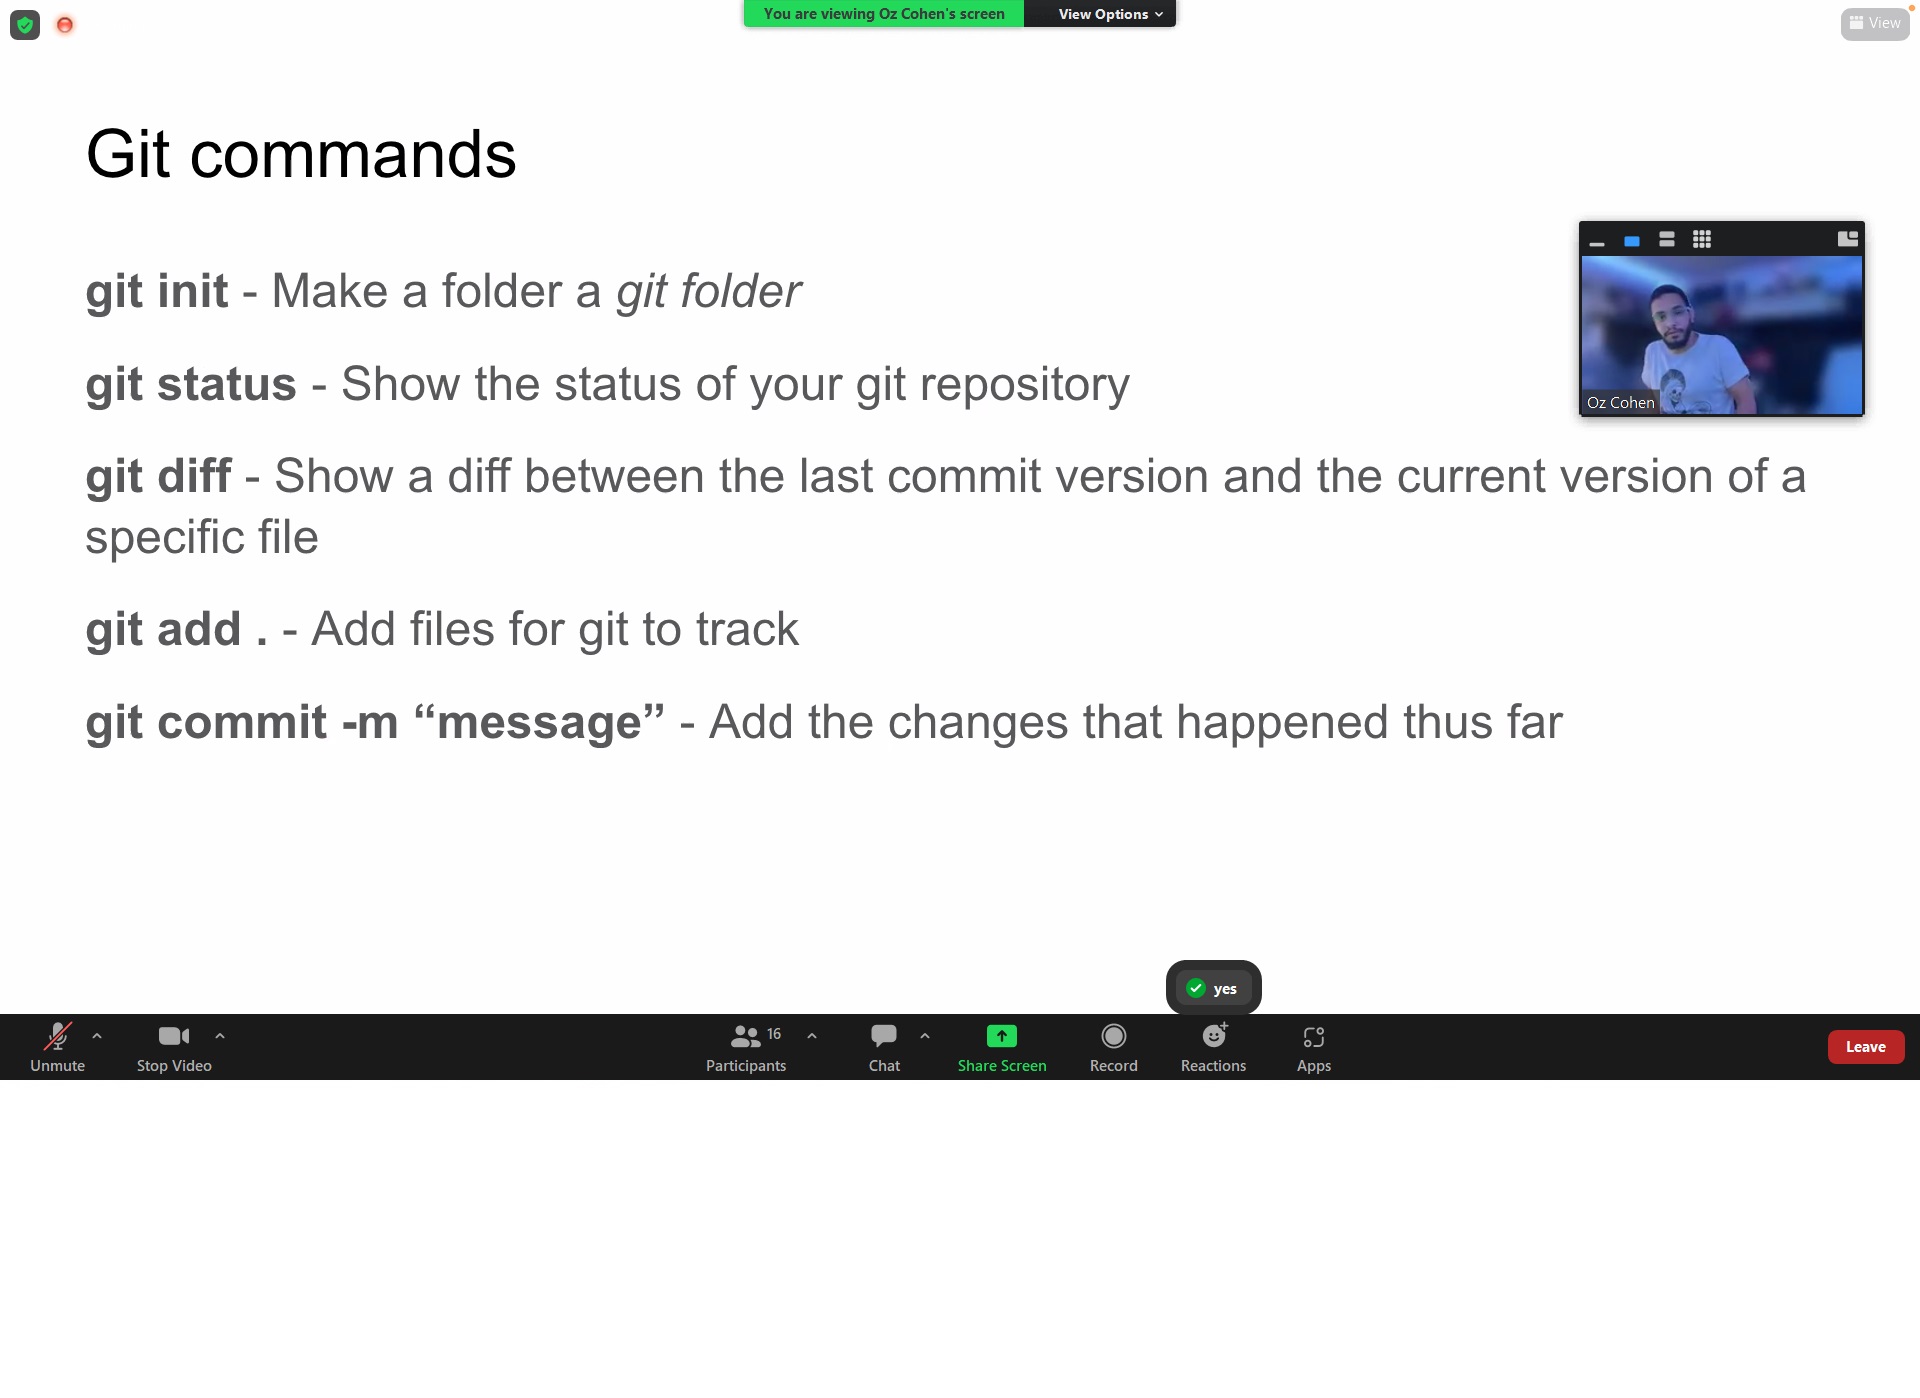 You are viewing Oz Cohen's screen
View Options
View
Git commands
git init - Make a folder a git folder
git status - Show the status of your git repository
git diff - Show a diff between the last commit version and the current version of a
specific file
git add . - Add files for git to track
git commit -m “message” - Add the changes that happened thus far
Oz Cohen
yes
Unmute
Stop Video
16
Participants
Chat
Share Screen
Record
Reactions
Apps
Leave